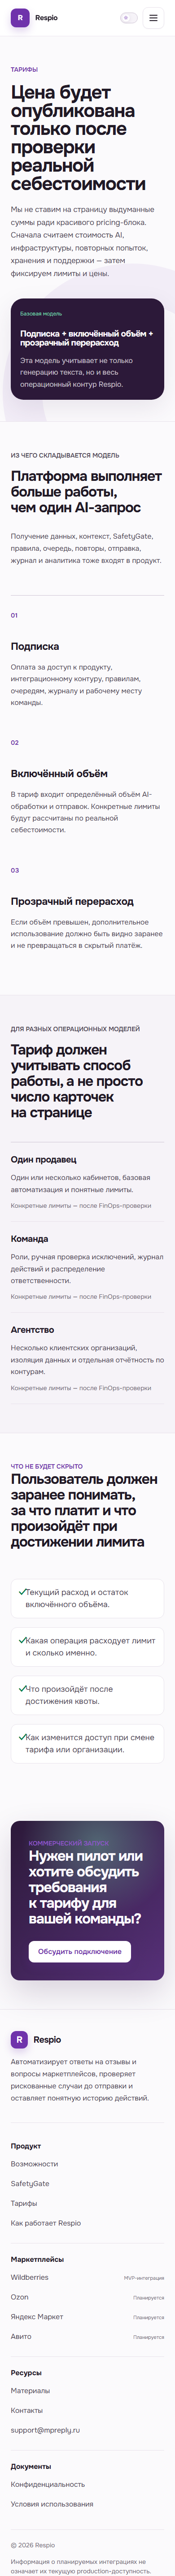 R Respio
ТАРИФЫ
Цена будет
опубликована
только после
проверки
реальной
себестоимости
Мы не ставим на страницу выдуманные
суммы ради красивого pricing-блока.
Сначала считаем стоимость AI,
инфраструктуры, повторных попыток,
хранения и поддержки — затем
фиксируем лимиты и цены.
Базовая модель
Подписка + включённый объём +
прозрачный перерасход
Эта модель учитывает не только
генерацию текста, но и весь
операционный контур Respio.
ИЗ ЧЕГО СКЛАДЫВАЕТСЯ МОДЕЛЬ
Платформа выполняет
больше работы,
чем один AI-запрос
Получение данных, контекст, SafetyGate,
правила, очередь, повторы, отправка,
журнал и аналитика тоже входят в продукт.
01
Подписка
Оплата за доступ к продукту,
интеграционному контуру, правилам,
очередям, журналу и рабочему месту
команды.
02
Включённый объём
В тариф входит определённый объём AI-
обработки и отправок. Конкретные лимиты
будут рассчитаны по реальной
себестоимости.
03
Прозрачный перерасход
Если объём превышен, дополнительное
использование должно быть видно заранее
и не превращаться в скрытый платёж.
ДЛЯ РАЗНЫХ ОПЕРАЦИОННЫХ МОДЕЛЕЙ
Тариф должен
учитывать способ
работы, а не просто
число карточек
на странице
Один продавец
Один или несколько кабинетов, базовая
автоматизация и понятные лимиты.
Конкретные лимиты — после FinOps-проверки
Команда
Роли, ручная проверка исключений, журнал
действий и распределение
ответственности.
Конкретные лимиты — после FinOps-проверки
Агентство
Несколько клиентских организаций,
изоляция данных и отдельная отчётность по
контурам.
Конкретные лимиты — после FinOps-проверки
ЧТО НЕ БУДЕТ СКРЫТО
Пользователь должен
заранее понимать,
за что платит и что
произойдёт при
достижении лимита
Текущий расход и остаток
включённого объёма.
Какая операция расходует лимит
и сколько именно.
Что произойдёт после
достижения квоты.
Как изменится доступ при смене
тарифа или организации.
КОММЕРЧЕСКИЙ ЗАПУСК
Нужен пилот или
хотите обсудить
требования
к тарифу для
вашей команды?
Обсудить подключение
R Respio
Автоматизирует ответы на отзывы и
вопросы маркетплейсов, проверяет
рискованные случаи до отправки и
оставляет понятную историю действий.
Продукт
Возможности
SafetyGate
Тарифы
Как работает Respio
Маркетплейсы
Wildberries MVP-интеграция
Ozon Планируется
Яндекс Маркет Планируется
Авито Планируется
Ресурсы
Материалы
Контакты
support@mpreply.ru
Документы
Конфиденциальность
Условия использования
© 2026 Respio
Информация о планируемых интеграциях не
означает их текущую production-доступность.